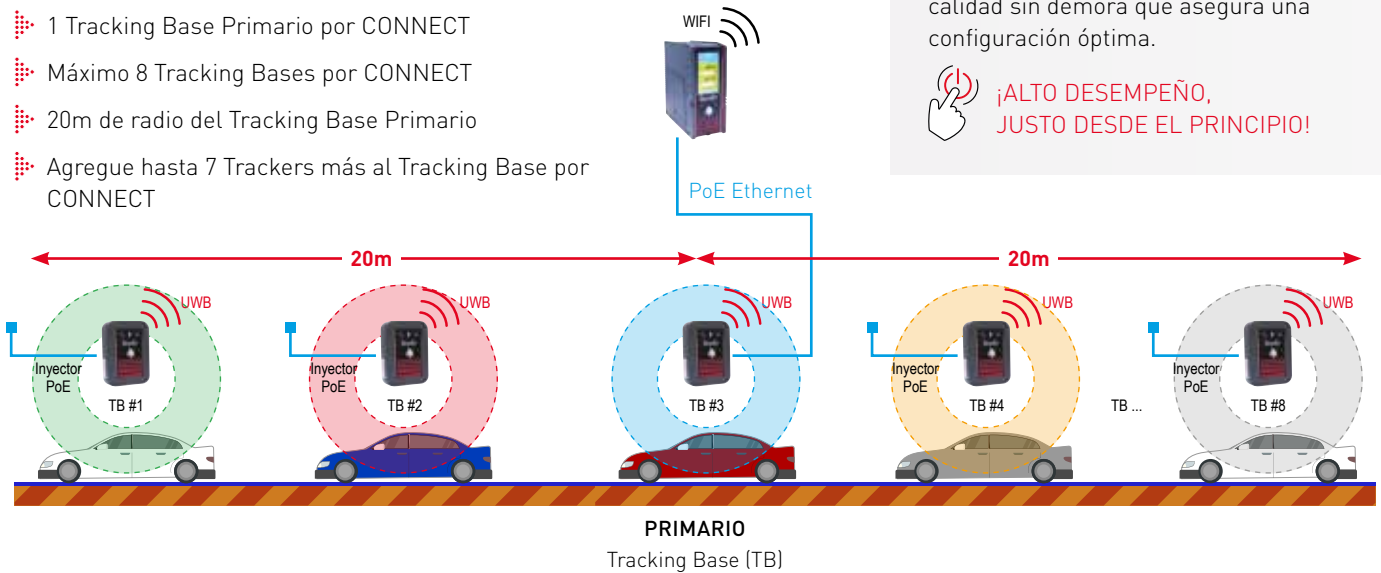 1 Tracking Base Primario por CONNECT
Máximo 8 Tracking Bases por CONNECT
20m de radio del Tracking Base Primario
Agregue hasta 7 Trackers más al Tracking Base por
CONNECT
WIFI
PoE Ethernet
calidad sin demora que asegura una
configuración óptima.
¡ALTO DESEMPEÑO,
JUSTO DESDE EL PRINCIPIO!
20m
20m
UWB
Inyector
PoE
TB #1
UWB
Inyector
PoE
TB #2
UWB
TB #3
UWB
Inyector
PoE
TB #4
TB ...
UWB
Inyector
PoE
TB #8
PRIMARIO
Tracking Base (TB)